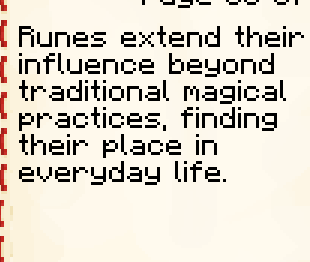 Runes extend their
influence beyond
traditional magical
practices, finding
their place in
everyday life.